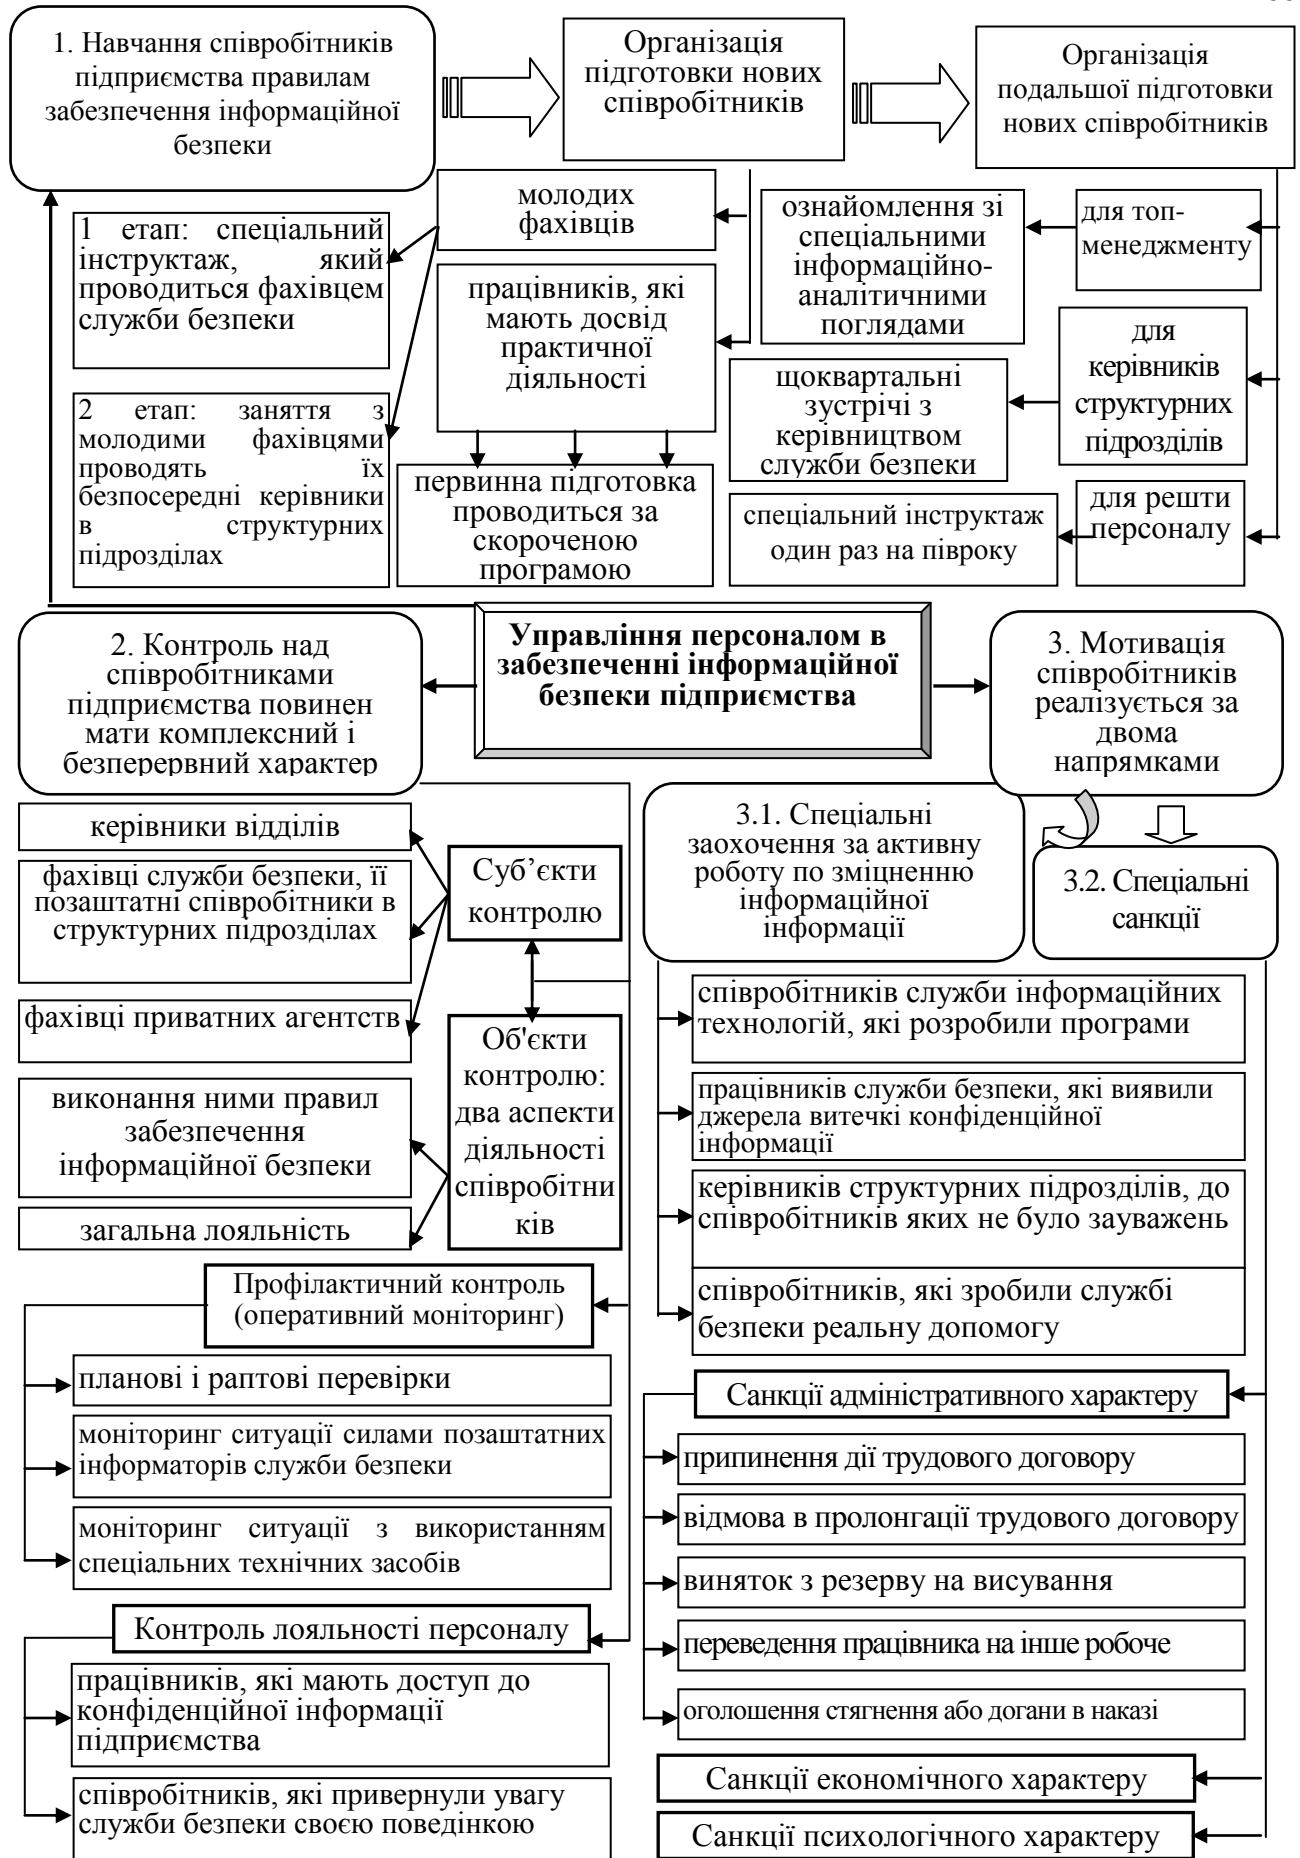 1. Навчання співробітників
підприємства правилам
забезпечення інформаційної
безпеки
Організація
підготовки нових
співробітників
Організація
подальшої підготовки
нових співробітників
молодих
фахівців
1 етап: спеціальний
інструктаж, який
проводиться фахівцем
служби безпеки
працівників, які
мають досвід
практичної
діяльності
2 етап: заняття з
молодими фахівцями
проводять їх
безпосередні керівники
в структурних
підрозділах
первинна підготовка
проводиться за
скороченою
програмою
ознайомлення зі
спеціальними
інформаційно-
аналітичними
поглядами
для топ-
менеджменту
щоквартальні
зустрічі з
керівництвом
служби безпеки
для
керівників
структурних
підрозділів
спеціальний інструктаж
один раз на півроку
для решти
персоналу
Управління персоналом в
забезпеченні інформаційної
безпеки підприємства
2. Контроль над
співробітниками
підприємства повинен
мати комплексний і
безперервний характер
3. Мотивація
співробітників
реалізується за
двома
напрямками
керівники відділів
фахівці служби безпеки, її
позаштатні співробітники в
структурних підрозділах
фахівці приватних агентств
Суб’єкти
контролю
Об'єкти
контролю:
два аспекти
діяльності
співробітни
ків
виконання ними правил
забезпечення
інформаційної безпеки
загальна лояльність
Профілактичний контроль
(оперативний моніторинг)
планові і раптові перевірки
моніторинг ситуації силами позаштатних
інформаторів служби безпеки
моніторинг ситуації з використанням
спеціальних технічних засобів
Контроль лояльності персоналу
працівників, які мають доступ до
конфіденційної інформації
підприємства
співробітників, які привернули увагу
служби безпеки своєю поведінкою
3.1. Спеціальні
заохочення за активну
роботу по зміцненню
інформаційної
інформації
3.2. Спеціальні
санкції
співробітників служби інформаційних
технологій, які розробили програми
працівників служби безпеки, які виявили
джерела витечкі конфіденційної
інформації
керівників структурних підрозділів, до
співробітників яких не було зауважень
співробітників, які зробили службі
безпеки реальну допомогу
Санкції адміністративного характеру
припинення дії трудового договору
відмова в пролонгації трудового договору
виняток з резерву на висування
переведення працівника на інше робоче
оголошення стягнення або догани в наказі
Санкції економічного характеру
Санкції психологічного характеру